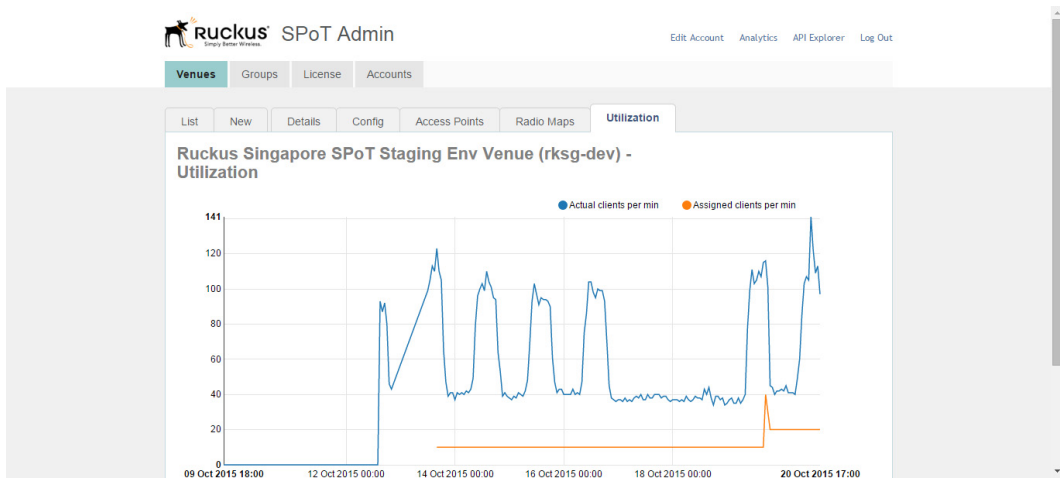 Ruckus SPoT Admin
Simply Better Wireless.
Edit Account Analytics API Explorer Log Out
Venues Groups License Accounts
List New Details Config Access Points Radio Maps Utilization
Ruckus Singapore SPoT Staging Env Venue (rksg-dev) -
Utilization
Actual clients per min Assigned clients per min
141
120
100
80
60
40
20
0
09 Oct 2015 18:00 12 Oct 2015 00:00 14 Oct 2015 00:00 16 Oct 2015 00:00 18 Oct 2015 00:00 20 Oct 2015 17:00